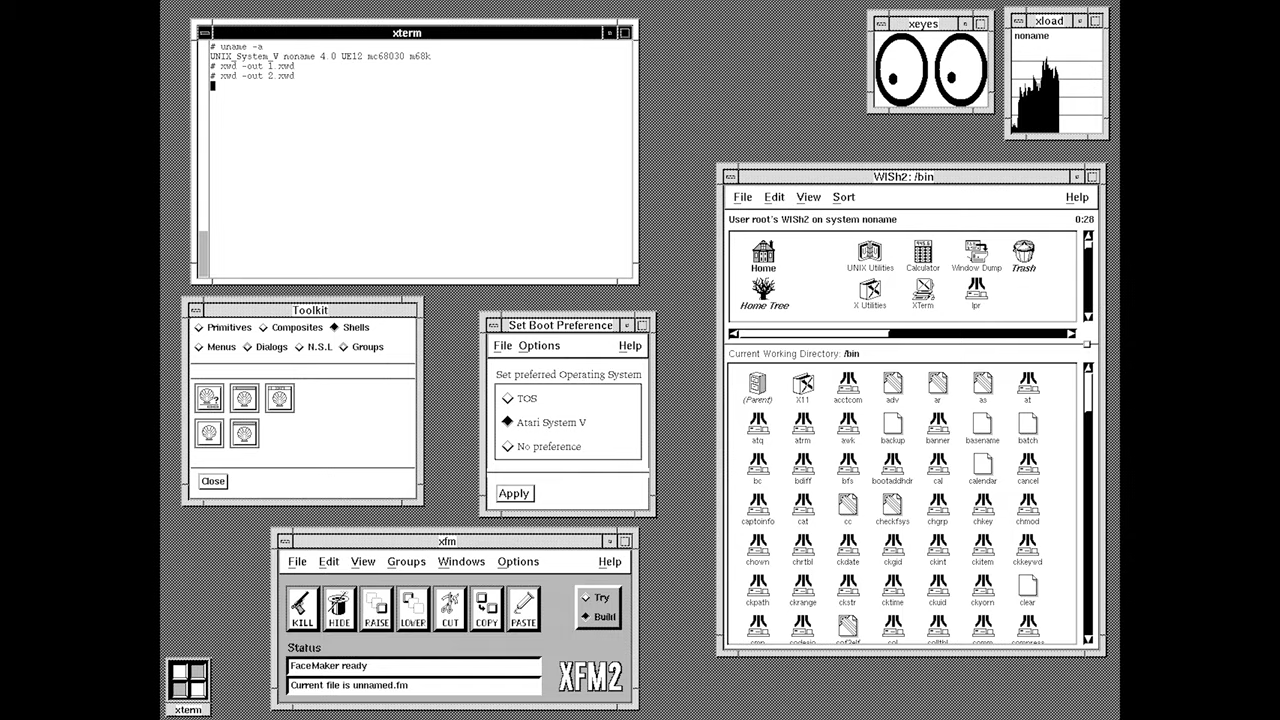 xterm
# uname -a
UNIX_System_V noname 4.0 UE12 mc68030 m68k
# xwd -out 1.xwd
# xwd -out 2.xwd
xeyes
xload
noname
WISh2: /bin
File Edit View Sort Help
User root's WISh2 on system noname 0:28
Home UNIX Utilities Calculator Window Dump Trash
Home Tree X Utilities XTerm lpr
Current Working Directory: /bin
(Parent) X11 acctcom adv ar as at
atq atrm awk backup banner basename batch
bc bdiff bfs bootaddhdr cal calendar cancel
captoinfo cat cc checkfsys chgrp chkey chmod
chown chrtbl ckdate ckgid ckint ckitem ckkeywd
ckpath ckrange ckstr cktime ckuid ckyorn clear
Toolkit
Primitives Composites Shells
Menus Dialogs N.S.L Groups
Close
Set Boot Preference
File Options Help
Set preferred Operating System
TOS
Atari System V
No preference
Apply
xfm
File Edit View Groups Windows Options Help
KILL HIDE RAISE LOWER CUT COPY PASTE
Try
Build
Status
FaceMaker ready
Current file is unnamed.fm
XFM2
xterm